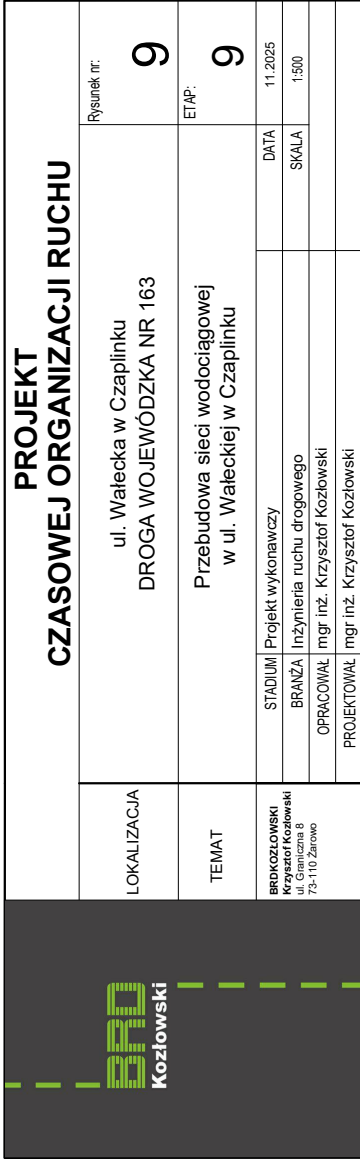 PROJEKT
CZASOWEJ ORGANIZACJI RUCHU
BRD
Kozłowski
LOKALIZACJA
ul. Wałecka w Czaplinku
DROGA WOJEWÓDZKA NR 163
Rysunek nr:
9
TEMAT
Przebudowa sieci wodociągowej
w ul. Wałeckiej w Czaplinku
ETAP:
9
BRDKOZŁOWSKI
Krzysztof Kozłowski
ul. Graniczna 8
73-110 Żarowo
STADIUM Projekt wykonawczy DATA 11.2025
BRANŻA Inżynieria ruchu drogowego SKALA 1:500
OPRACOWAŁ mgr inż. Krzysztof Kozłowski
PROJEKTOWAŁ mgr inż. Krzysztof Kozłowski